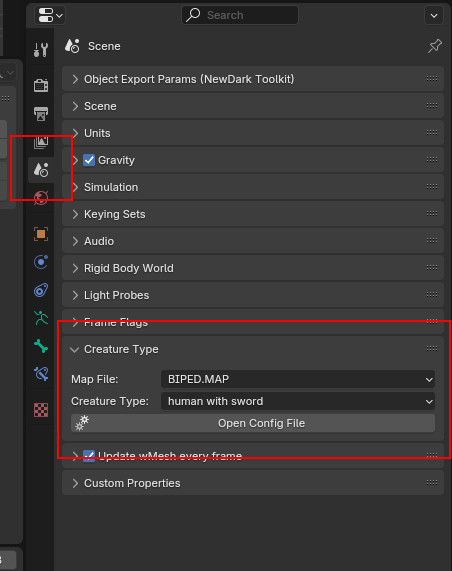 Search
Scene
Object Export Params (NewDark Toolkit)
Scene
Units
Gravity
Simulation
Keying Sets
Audio
Rigid Body World
Light Probes
Frame Flags
Creature Type
Map File: BIPED.MAP
Creature Type: human with sword
Open Config File
Update wMesh every frame
Custom Properties